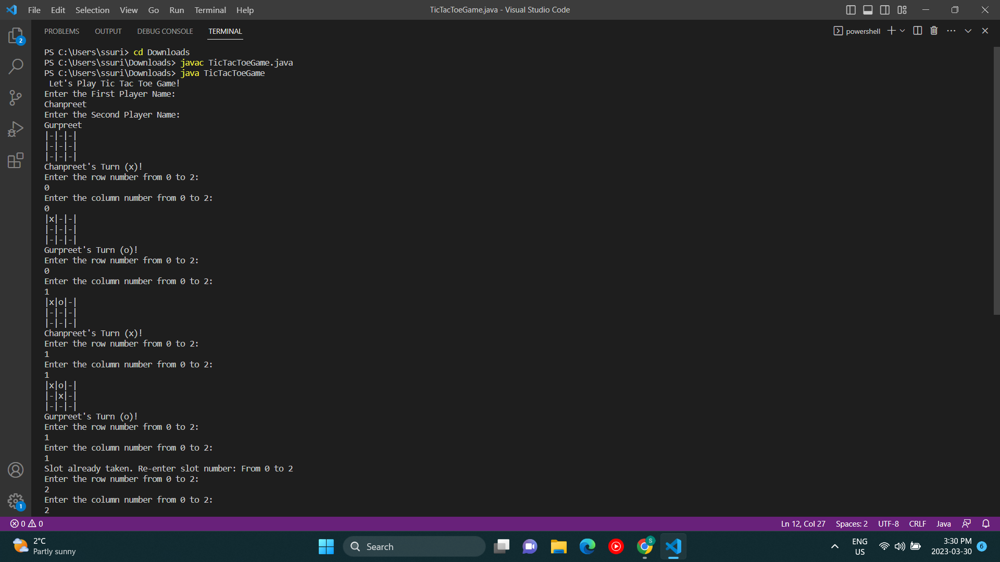 File Edit Selection View Go Run Terminal Help TicTacToeGame.java - Visual Studio Code
2 PROBLEMS OUTPUT DEBUG CONSOLE TERMINAL powershell
PS C:\Users\ssuri> cd Downloads
PS C:\Users\ssuri\Downloads> javac TicTacToeGame.java
PS C:\Users\ssuri\Downloads> java TicTacToeGame
 Let's Play Tic Tac Toe Game!
Enter the First Player Name:
Chanpreet
Enter the Second Player Name:
Gurpreet
|-|-|-|
|-|-|-|
|-|-|-|
Chanpreet's Turn (x)!
Enter the row number from 0 to 2:
0
Enter the column number from 0 to 2:
0
|x|-|-|
|-|-|-|
|-|-|-|
Gurpreet's Turn (o)!
Enter the row number from 0 to 2:
0
Enter the column number from 0 to 2:
1
|x|o|-|
|-|-|-|
|-|-|-|
Chanpreet's Turn (x)!
Enter the row number from 0 to 2:
1
Enter the column number from 0 to 2:
1
|x|o|-|
|-|x|-|
|-|-|-|
Gurpreet's Turn (o)!
Enter the row number from 0 to 2:
1
Enter the column number from 0 to 2:
1
Slot already taken. Re-enter slot number: From 0 to 2
Enter the row number from 0 to 2:
2
Enter the column number from 0 to 2:
1
2
0 0 Ln 12, Col 27 Spaces: 2 UTF-8 CRLF Java
2°C
Partly sunny
Search
S
ENG
US
3:30 PM
2023-03-30
6